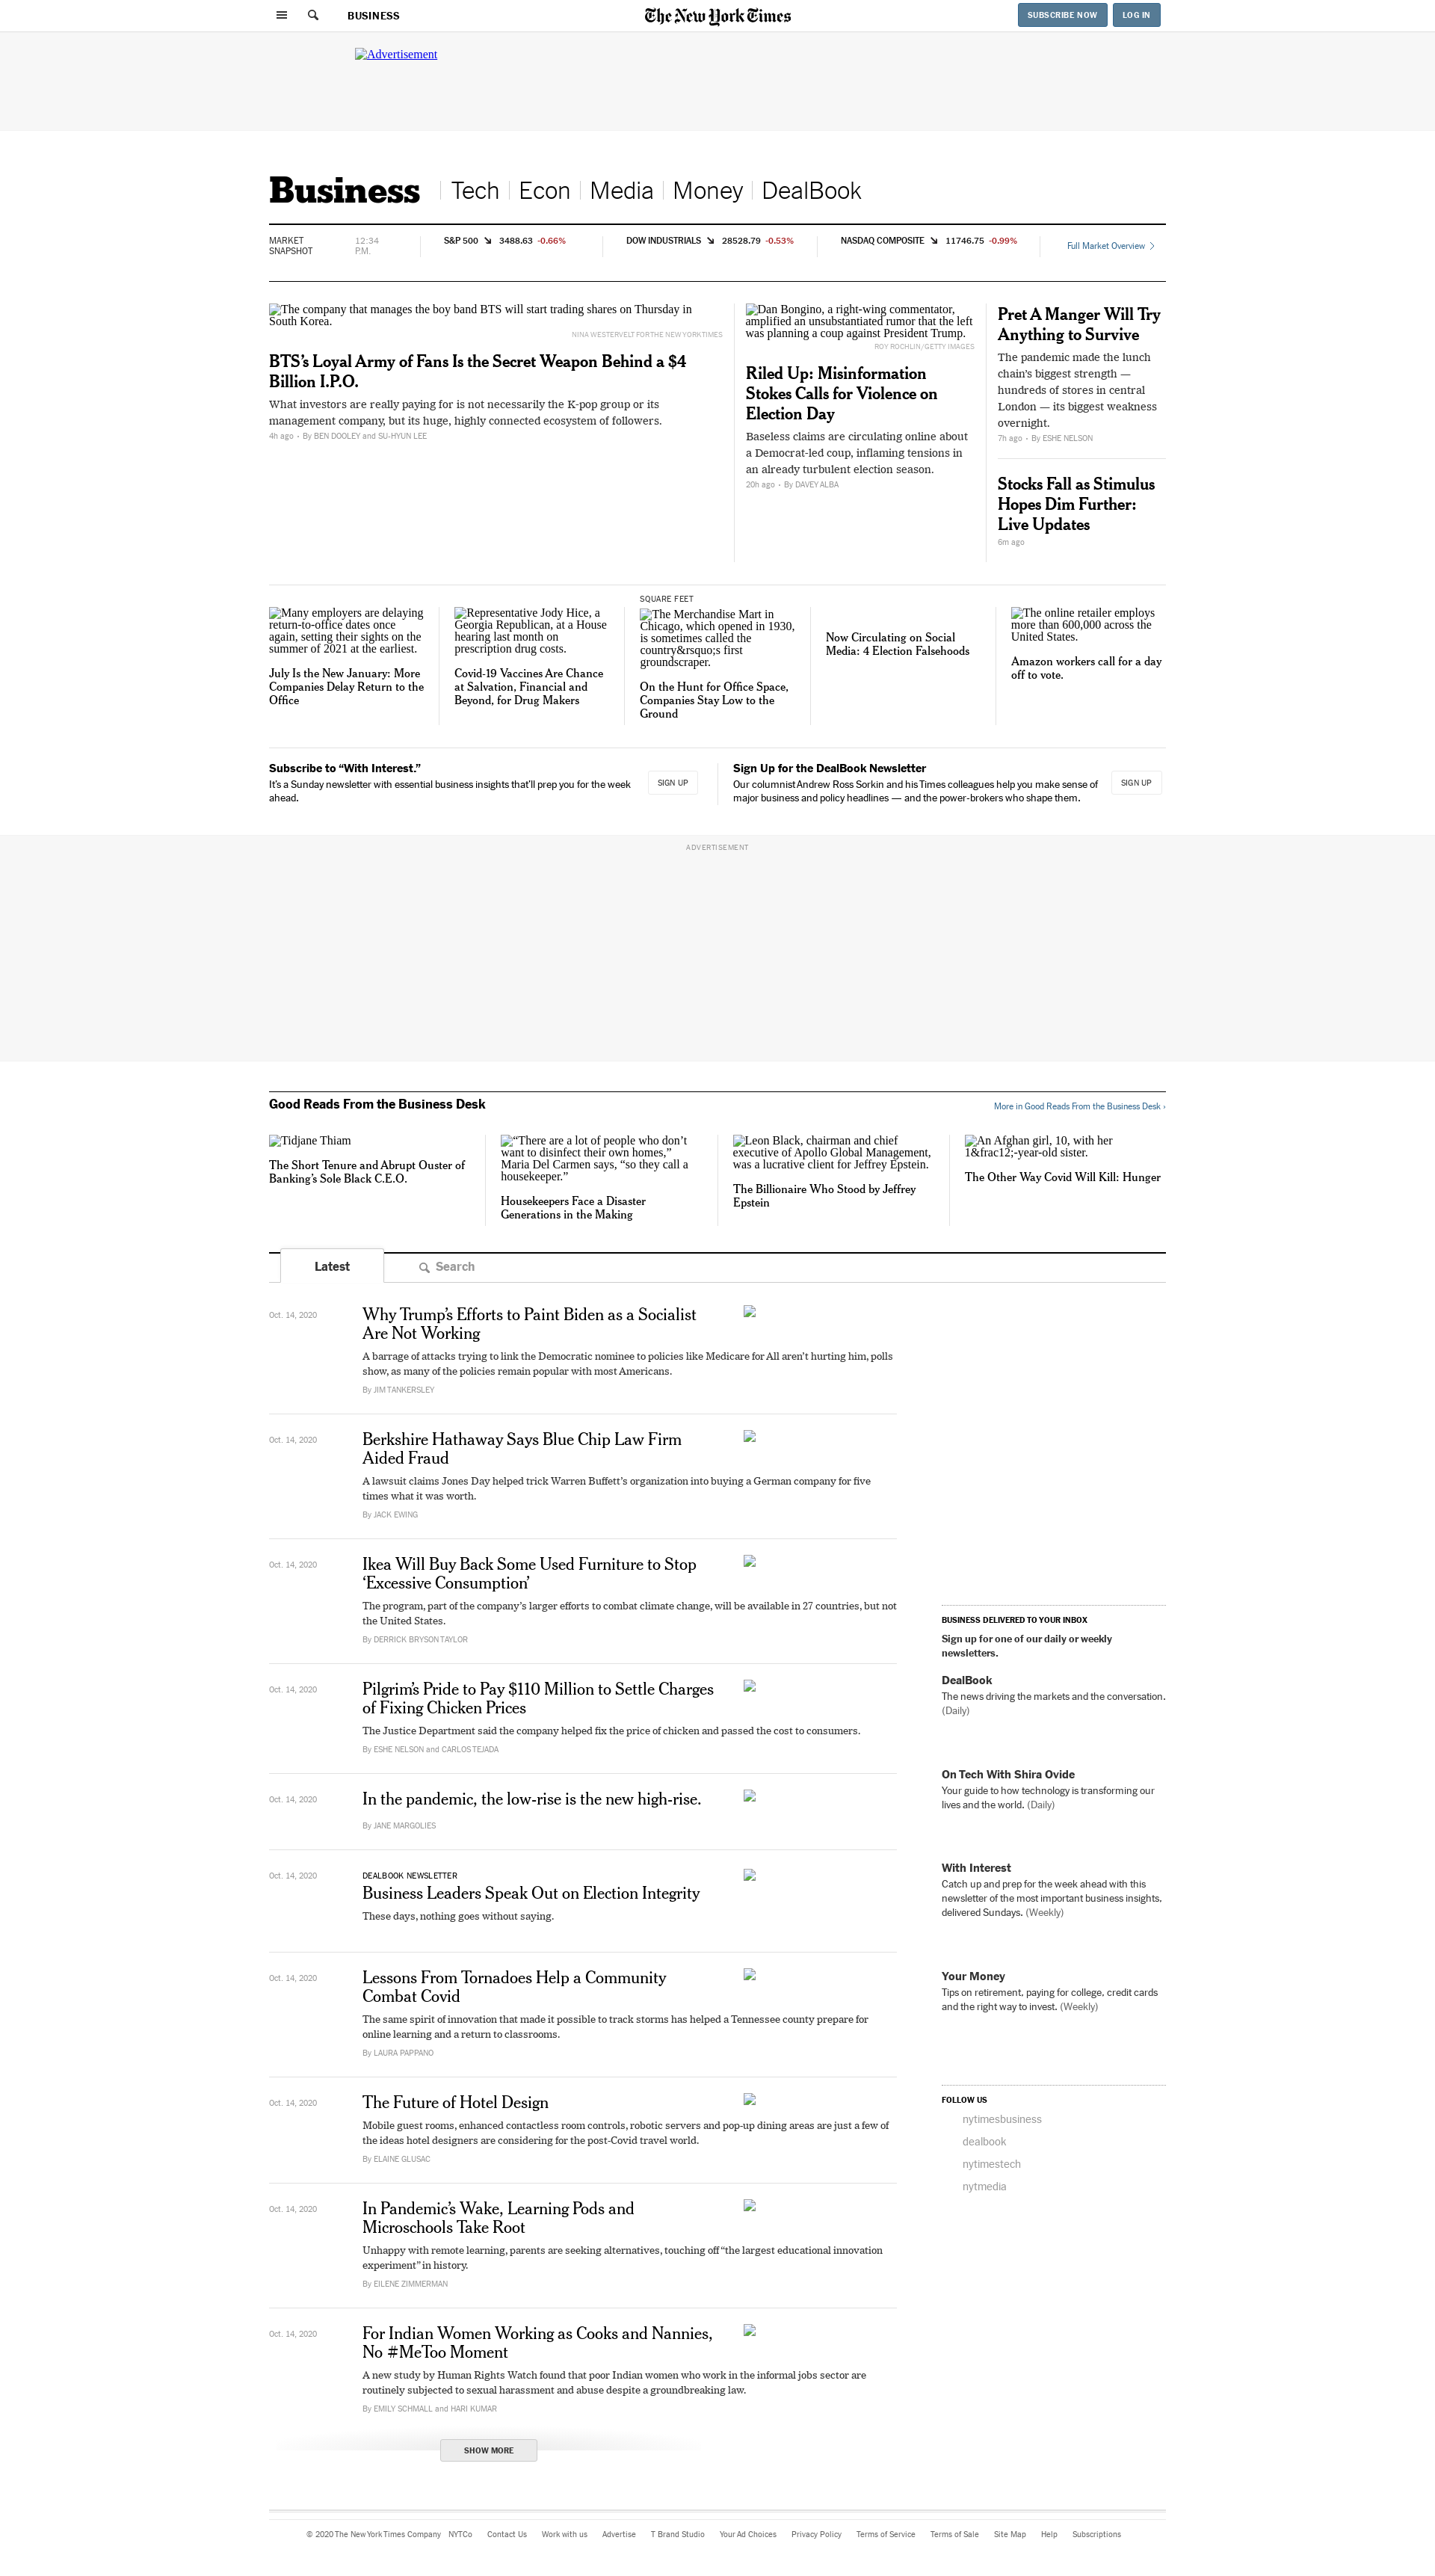 BUSINESS
The New York Times
SUBSCRIBE NOW
LOG IN
Advertisement
Business
Tech
Econ
Media
Money
DealBook
MARKET
SNAPSHOT
12:34
P.M.
S&P 500 3488.63 -0.66%
DOW INDUSTRIALS 28528.79 -0.53%
NASDAQ COMPOSITE 11746.75 -0.99%
Full Market Overview
The company that manages the boy band BTS will start trading shares on Thursday in
South Korea.
NINA WESTERVELT FOR THE NEW YORK TIMES
BTS’s Loyal Army of Fans Is the Secret Weapon Behind a $4
Billion I.P.O.
What investors are really paying for is not necessarily the K-pop group or its
management company, but its huge, highly connected ecosystem of followers.
4h ago • By BEN DOOLEY and SU-HYUN LEE
Dan Bongino, a right-wing commentator,
amplified an unsubstantiated rumor that the left
was planning a coup against President Trump.
ROY ROCHLIN/GETTY IMAGES
Riled Up: Misinformation
Stokes Calls for Violence on
Election Day
Baseless claims are circulating online about
a Democrat-led coup, inflaming tensions in
an already turbulent election season.
20h ago • By DAVEY ALBA
Pret A Manger Will Try
Anything to Survive
The pandemic made the lunch
chain’s biggest strength —
hundreds of stores in central
London — its biggest weakness
overnight.
7h ago • By ESHE NELSON
Stocks Fall as Stimulus
Hopes Dim Further:
Live Updates
6m ago
Many employers are delaying
return-to-office dates once
again, setting their sights on the
summer of 2021 at the earliest.
July Is the New January: More
Companies Delay Return to the
Office
Representative Jody Hice, a
Georgia Republican, at a House
hearing last month on
prescription drug costs.
Covid-19 Vaccines Are Chance
at Salvation, Financial and
Beyond, for Drug Makers
SQUARE FEET
The Merchandise Mart in
Chicago, which opened in 1930,
is sometimes called the
country&rsquo;s first
groundscraper.
On the Hunt for Office Space,
Companies Stay Low to the
Ground
Now Circulating on Social
Media: 4 Election Falsehoods
The online retailer employs
more than 600,000 across the
United States.
Amazon workers call for a day
off to vote.
Subscribe to “With Interest.”
It’s a Sunday newsletter with essential business insights that’ll prep you for the week
ahead.
SIGN UP
Sign Up for the DealBook Newsletter
Our columnist Andrew Ross Sorkin and his Times colleagues help you make sense of
major business and policy headlines — and the power-brokers who shape them.
SIGN UP
ADVERTISEMENT
Good Reads From the Business Desk
More in Good Reads From the Business Desk ›
Tidjane Thiam
The Short Tenure and Abrupt Ouster of
Banking’s Sole Black C.E.O.
“There are a lot of people who don’t
want to disinfect their own homes,”
Maria Del Carmen says, “so they call a
housekeeper.”
Housekeepers Face a Disaster
Generations in the Making
Leon Black, chairman and chief
executive of Apollo Global Management,
was a lucrative client for Jeffrey Epstein.
The Billionaire Who Stood by Jeffrey
Epstein
An Afghan girl, 10, with her
1&frac12;-year-old sister.
The Other Way Covid Will Kill: Hunger
Latest
Search
Oct. 14, 2020
Why Trump’s Efforts to Paint Biden as a Socialist
Are Not Working
A barrage of attacks trying to link the Democratic nominee to policies like Medicare for All aren’t hurting him, polls
show, as many of the policies remain popular with most Americans.
By JIM TANKERSLEY
Oct. 14, 2020
Berkshire Hathaway Says Blue Chip Law Firm
Aided Fraud
A lawsuit claims Jones Day helped trick Warren Buffett’s organization into buying a German company for five
times what it was worth.
By JACK EWING
Oct. 14, 2020
Ikea Will Buy Back Some Used Furniture to Stop
‘Excessive Consumption’
The program, part of the company’s larger efforts to combat climate change, will be available in 27 countries, but not
the United States.
By DERRICK BRYSON TAYLOR
Oct. 14, 2020
Pilgrim’s Pride to Pay $110 Million to Settle Charges
of Fixing Chicken Prices
The Justice Department said the company helped fix the price of chicken and passed the cost to consumers.
By ESHE NELSON and CARLOS TEJADA
Oct. 14, 2020
In the pandemic, the low-rise is the new high-rise.
By JANE MARGOLIES
Oct. 14, 2020
DEALBOOK NEWSLETTER
Business Leaders Speak Out on Election Integrity
These days, nothing goes without saying.
Oct. 14, 2020
Lessons From Tornadoes Help a Community
Combat Covid
The same spirit of innovation that made it possible to track storms has helped a Tennessee county prepare for
online learning and a return to classrooms.
By LAURA PAPPANO
Oct. 14, 2020
The Future of Hotel Design
Mobile guest rooms, enhanced contactless room controls, robotic servers and pop-up dining areas are just a few of
the ideas hotel designers are considering for the post-Covid travel world.
By ELAINE GLUSAC
Oct. 14, 2020
In Pandemic’s Wake, Learning Pods and
Microschools Take Root
Unhappy with remote learning, parents are seeking alternatives, touching off “the largest educational innovation
experiment” in history.
By EILENE ZIMMERMAN
Oct. 14, 2020
For Indian Women Working as Cooks and Nannies,
No #MeToo Moment
A new study by Human Rights Watch found that poor Indian women who work in the informal jobs sector are
routinely subjected to sexual harassment and abuse despite a groundbreaking law.
By EMILY SCHMALL and HARI KUMAR
SHOW MORE
BUSINESS DELIVERED TO YOUR INBOX
Sign up for one of our daily or weekly
newsletters.
DealBook
The news driving the markets and the conversation.
(Daily)
On Tech With Shira Ovide
Your guide to how technology is transforming our
lives and the world. (Daily)
With Interest
Catch up and prep for the week ahead with this
newsletter of the most important business insights,
delivered Sundays. (Weekly)
Your Money
Tips on retirement, paying for college, credit cards
and the right way to invest. (Weekly)
FOLLOW US
nytimesbusiness
dealbook
nytimestech
nytmedia
© 2020 The New York Times Company NYTCo Contact Us Work with us Advertise T Brand Studio Your Ad Choices Privacy Policy Terms of Service Terms of Sale Site Map Help Subscriptions